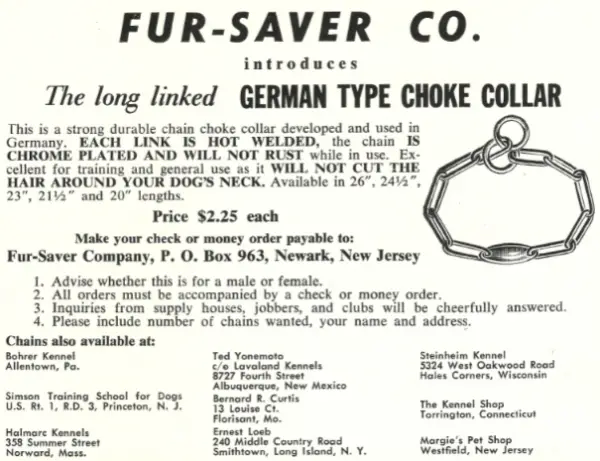 FUR-SAVER CO.
introduces
The long linked GERMAN TYPE CHOKE COLLAR
This is a strong durable chain choke collar developed and used in
Germany. EACH LINK IS HOT WELDED, the chain IS
CHROME PLATED AND WILL NOT RUST while in use. Ex-
cellent for training and general use as it WILL NOT CUT THE
HAIR AROUND YOUR DOG'S NECK. Available in 26", 24½",
23", 21½" and 20" lengths.
Price $2.25 each
Make your check or money order payable to:
Fur-Saver Company, P. O. Box 963, Newark, New Jersey
1. Advise whether this is for a male or female.
2. All orders must be accompanied by a check or money order.
3. Inquiries from supply houses, jobbers, and clubs will be cheerfully answered.
4. Please include number of chains wanted, your name and address.
Chains also available at:
Bohrer Kennel
Allentown, Pa.
Simson Training School for Dogs
U.S. Rt. 1, R.D. 3, Princeton, N. J.
Halmarc Kennels
358 Summer Street
Norward, Mass.
Ted Yonemoto
c/o Lavaland Kennels
8727 Fourth Street
Albuquerque, New Mexico
Bernard R. Curtis
13 Louise Ct.
Florisant, Mo.
Ernest Loeb
240 Middle Country Road
Smithtown, Long Island, N. Y.
Steinheim Kennel
5324 West Oakwood Road
Hales Corners, Wisconsin
The Kennel Shop
Torrington, Connecticut
Margie's Pet Shop
Westfield, New Jersey